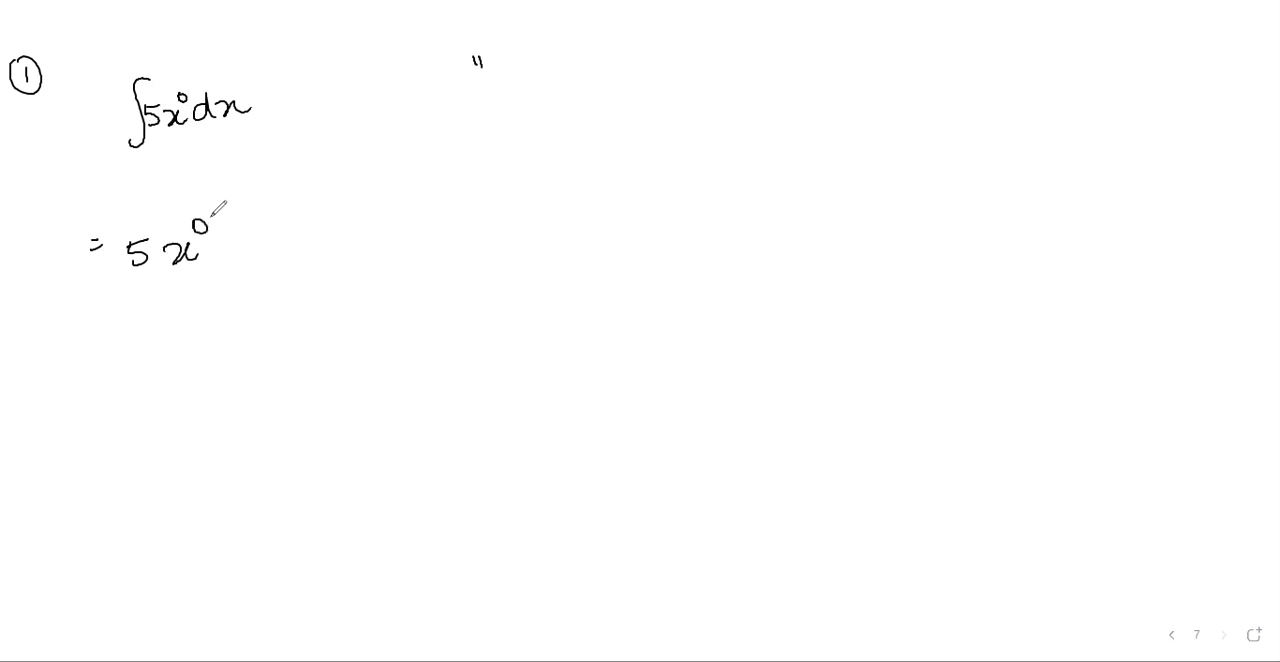 ① ∫5x⁰dx "
= 5x⁰
7